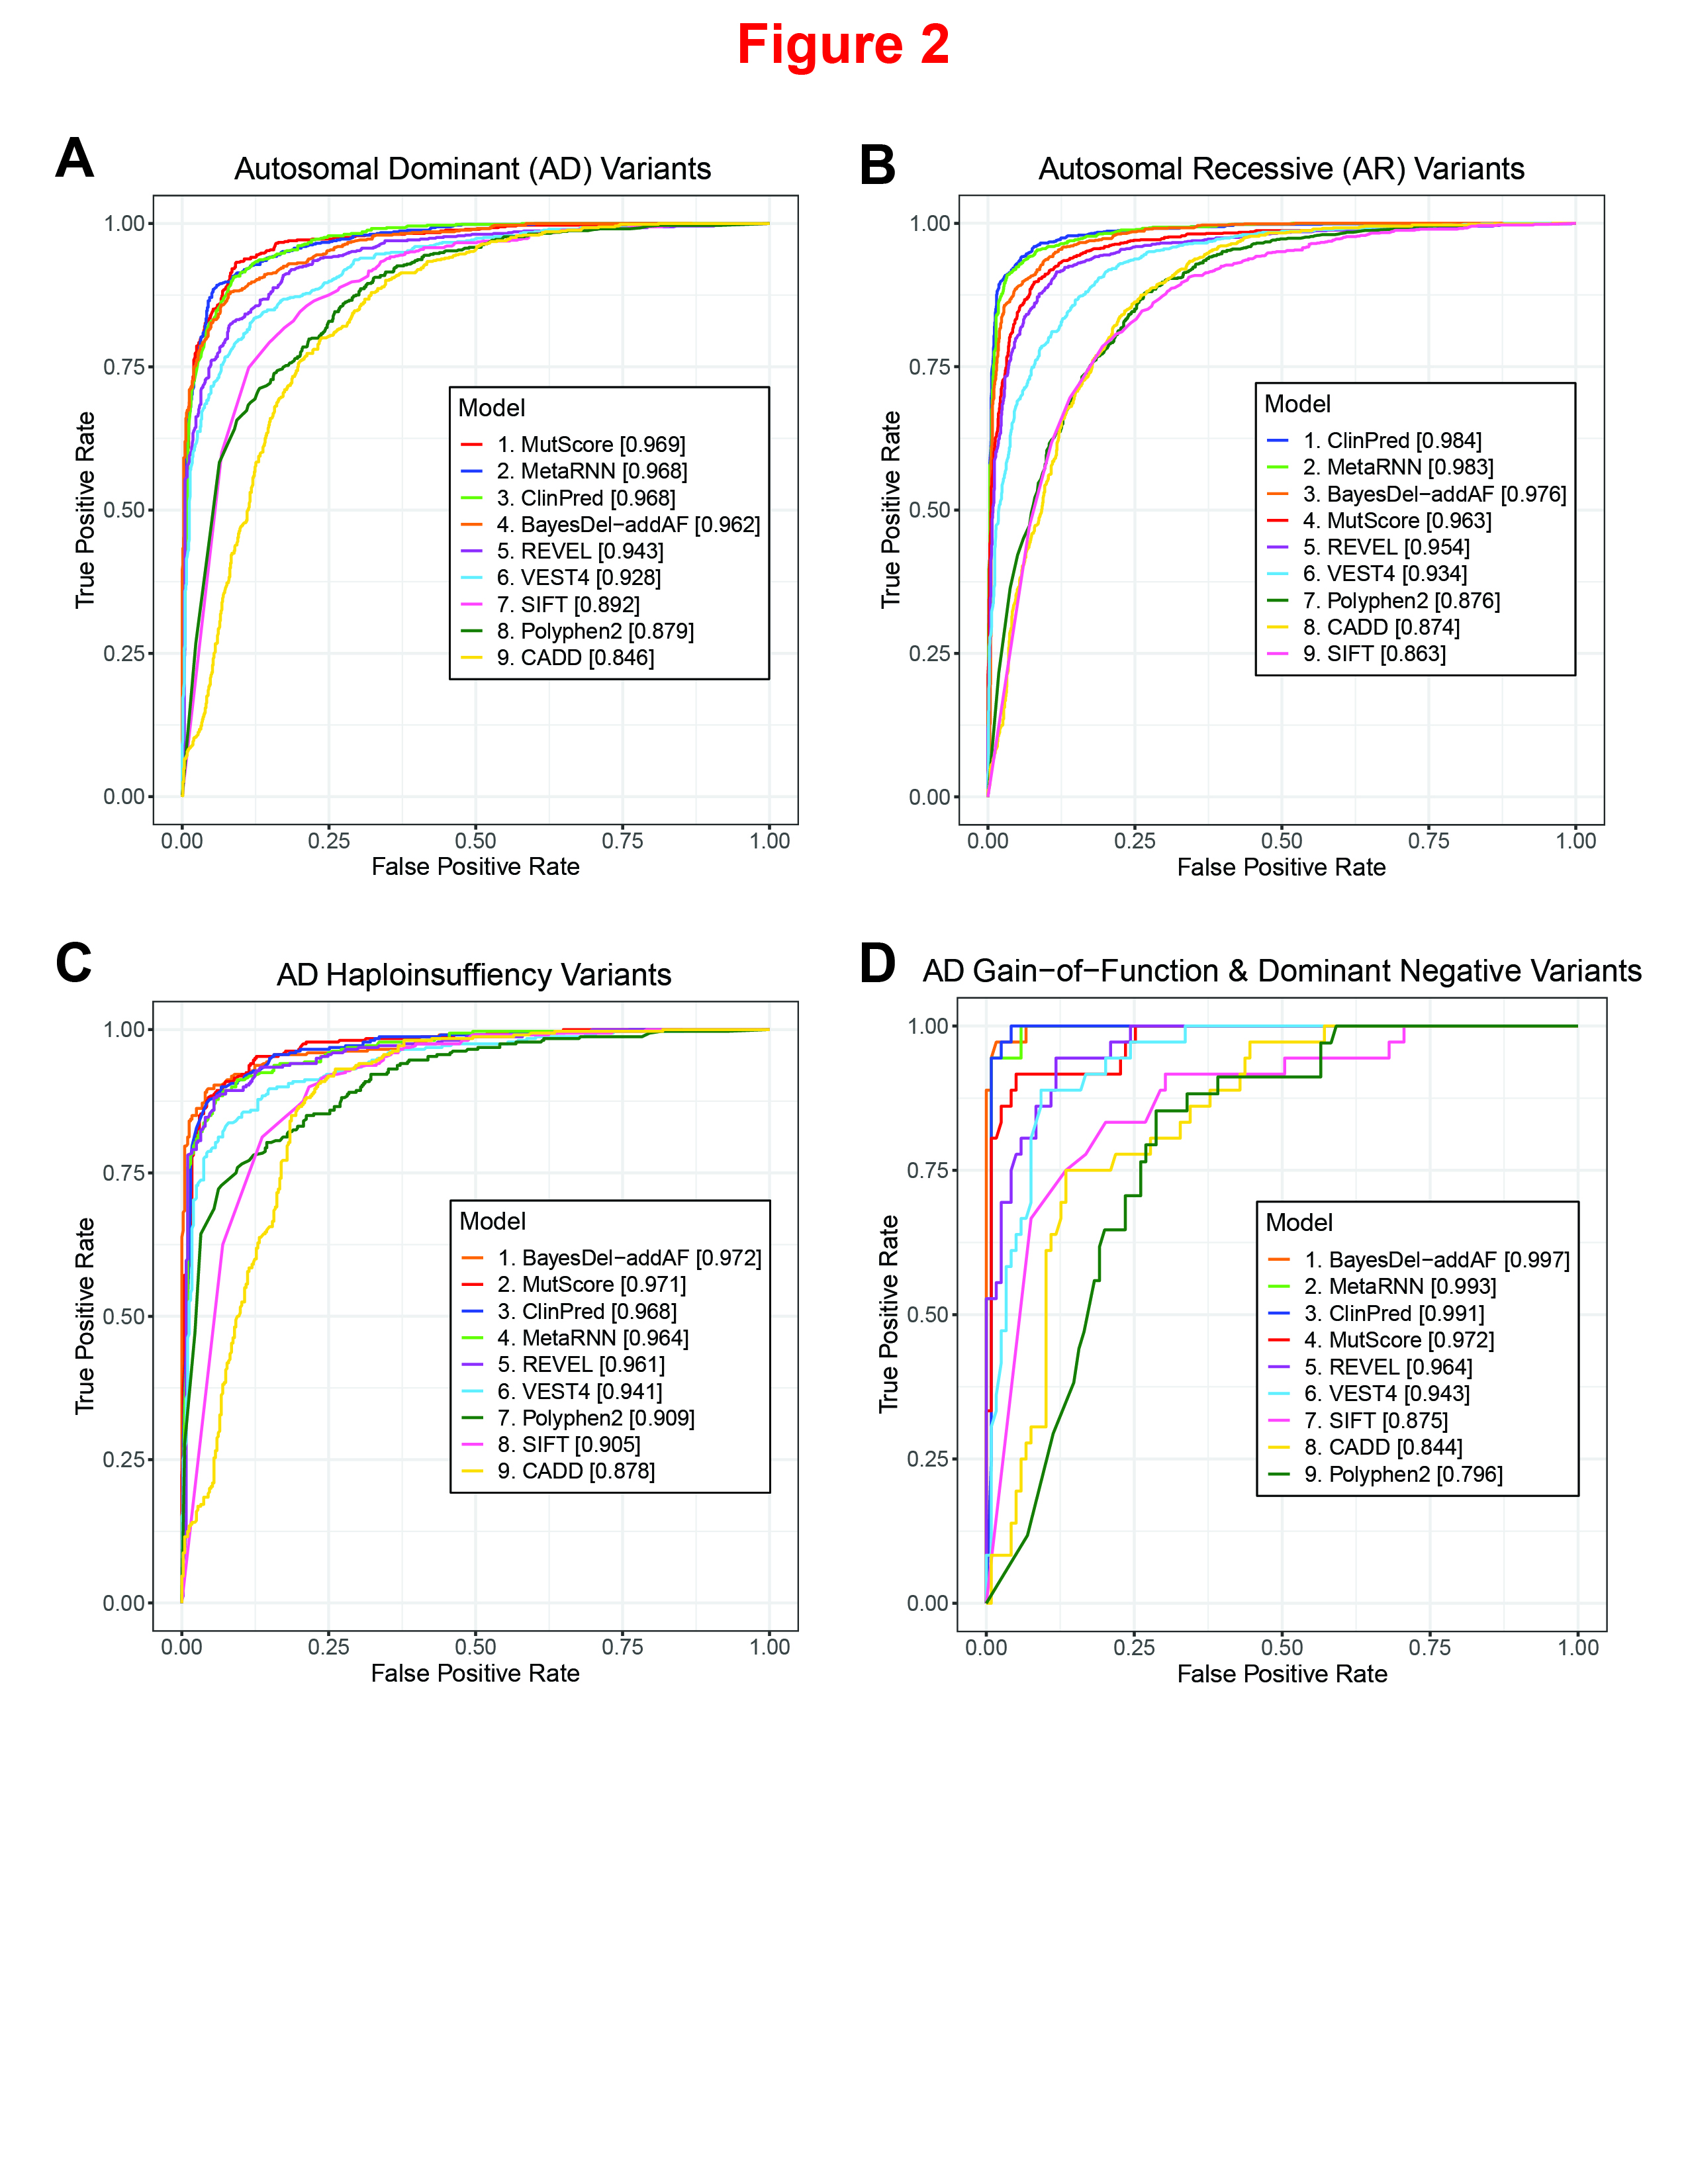 Figure 2
A
Autosomal Dominant (AD) Variants
1.00
0.75
0.50
0.25
0.00
True Positive Rate
Model
1. MutScore [0.969]
2. MetaRNN [0.968]
3. ClinPred [0.968]
4. BayesDel−addAF [0.962]
5. REVEL [0.943]
6. VEST4 [0.928]
7. SIFT [0.892]
8. Polyphen2 [0.879]
9. CADD [0.846]
0.00 0.25 0.50 0.75 1.00
False Positive Rate
B
Autosomal Recessive (AR) Variants
1.00
0.75
0.50
0.25
0.00
True Positive Rate
Model
1. ClinPred [0.984]
2. MetaRNN [0.983]
3. BayesDel−addAF [0.976]
4. MutScore [0.963]
5. REVEL [0.954]
6. VEST4 [0.934]
7. Polyphen2 [0.876]
8. CADD [0.874]
9. SIFT [0.863]
0.00 0.25 0.50 0.75 1.00
False Positive Rate
C
AD Haploinsuffiency Variants
1.00
0.75
0.50
0.25
0.00
True Positive Rate
Model
1. BayesDel−addAF [0.972]
2. MutScore [0.971]
3. ClinPred [0.968]
4. MetaRNN [0.964]
5. REVEL [0.961]
6. VEST4 [0.941]
7. Polyphen2 [0.909]
8. SIFT [0.905]
9. CADD [0.878]
0.00 0.25 0.50 0.75 1.00
False Positive Rate
D
AD Gain−of−Function & Dominant Negative Variants
1.00
0.75
0.50
0.25
0.00
True Positive Rate
Model
1. BayesDel−addAF [0.997]
2. MetaRNN [0.993]
3. ClinPred [0.991]
4. MutScore [0.972]
5. REVEL [0.964]
6. VEST4 [0.943]
7. SIFT [0.875]
8. CADD [0.844]
9. Polyphen2 [0.796]
0.00 0.25 0.50 0.75 1.00
False Positive Rate